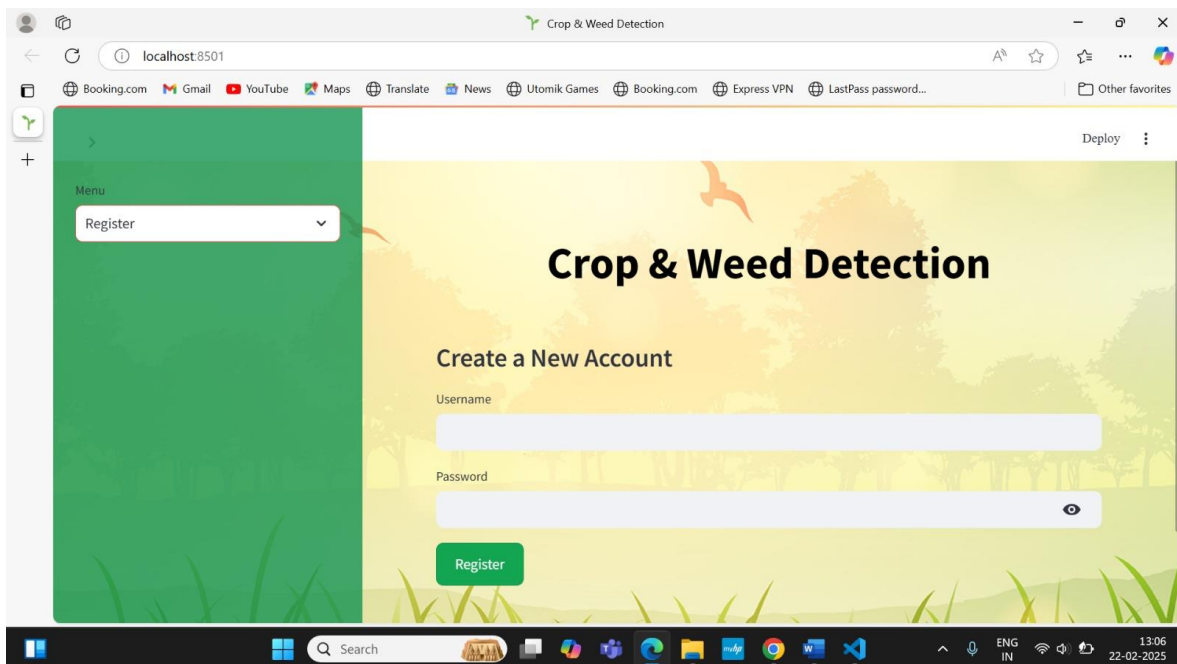 Crop & Weed Detection
localhost:8501
Booking.com Gmail YouTube Maps Translate News Utomik Games Booking.com Express VPN LastPass password... Other favorites
Deploy
Menu
Register
Crop & Weed Detection
Create a New Account
Username
Password
Register
Search
ENG
IN
13:06
22-02-2025